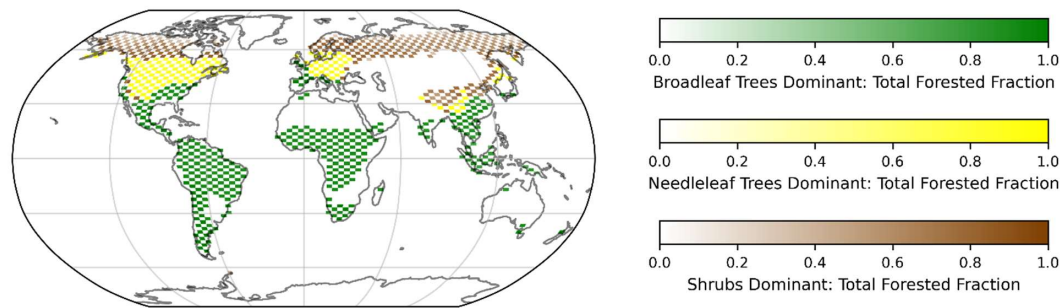 0.0 0.2 0.4 0.6 0.8 1.0
Broadleaf Trees Dominant: Total Forested Fraction
0.0 0.2 0.4 0.6 0.8 1.0
Needleleaf Trees Dominant: Total Forested Fraction
0.0 0.2 0.4 0.6 0.8 1.0
Shrubs Dominant: Total Forested Fraction